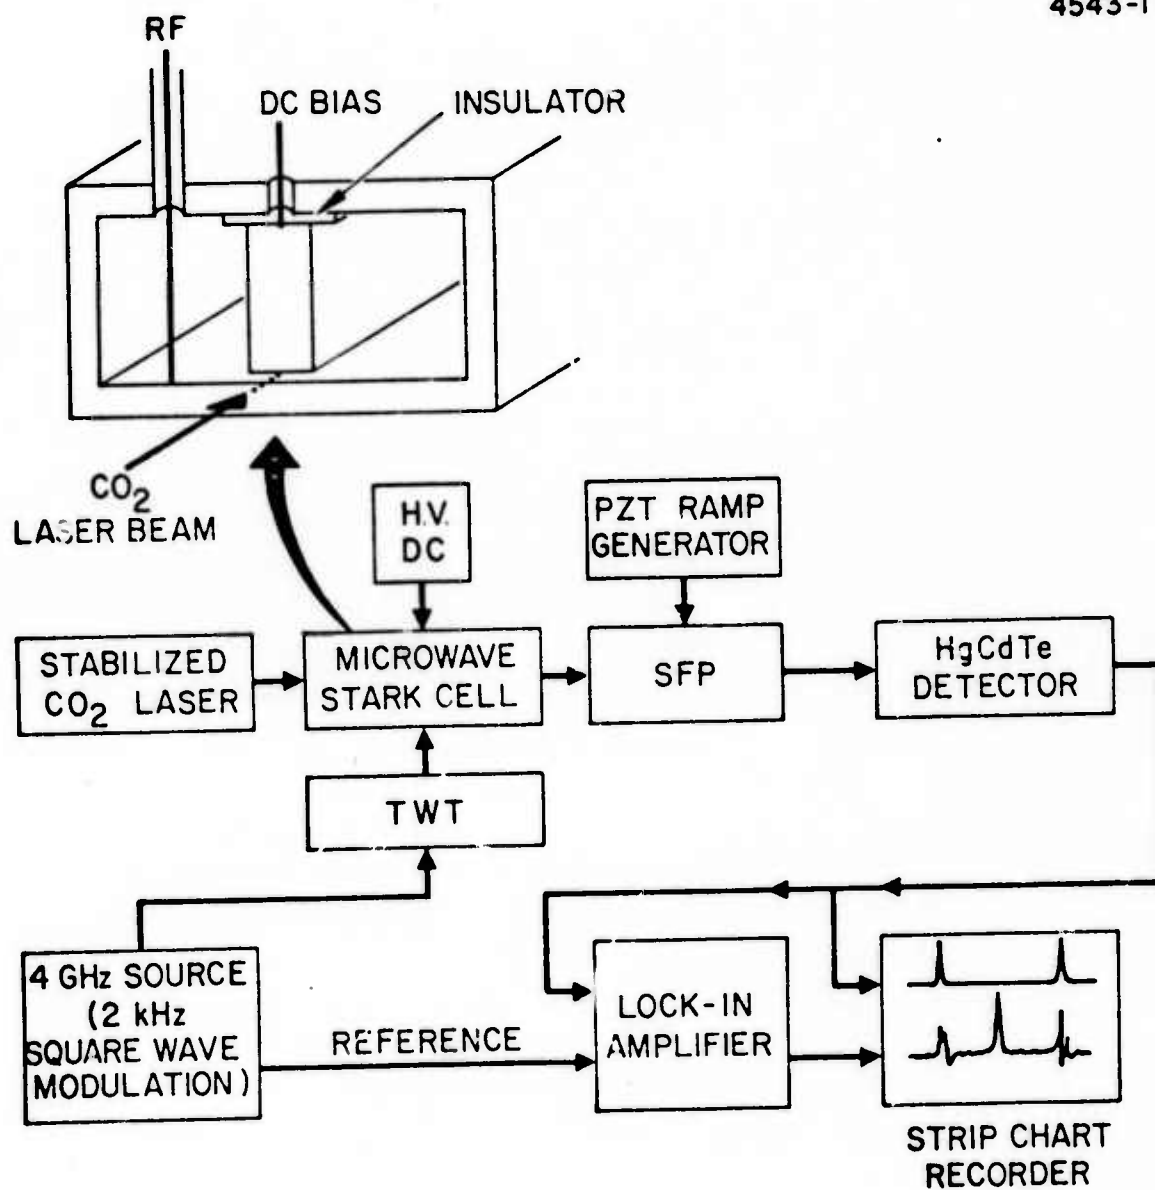 4543-1
RF
DC BIAS
INSULATOR
CO2
LASER BEAM
H.V.
DC
PZT RAMP
GENERATOR
STABILIZED
CO2 LASER
MICROWAVE
STARK CELL
SFP
HgCdTe
DETECTOR
TWT
4 GHz SOURCE
(2 kHz
SQUARE WAVE
MODULATION)
REFERENCE
LOCK-IN
AMPLIFIER
STRIP CHART
RECORDER